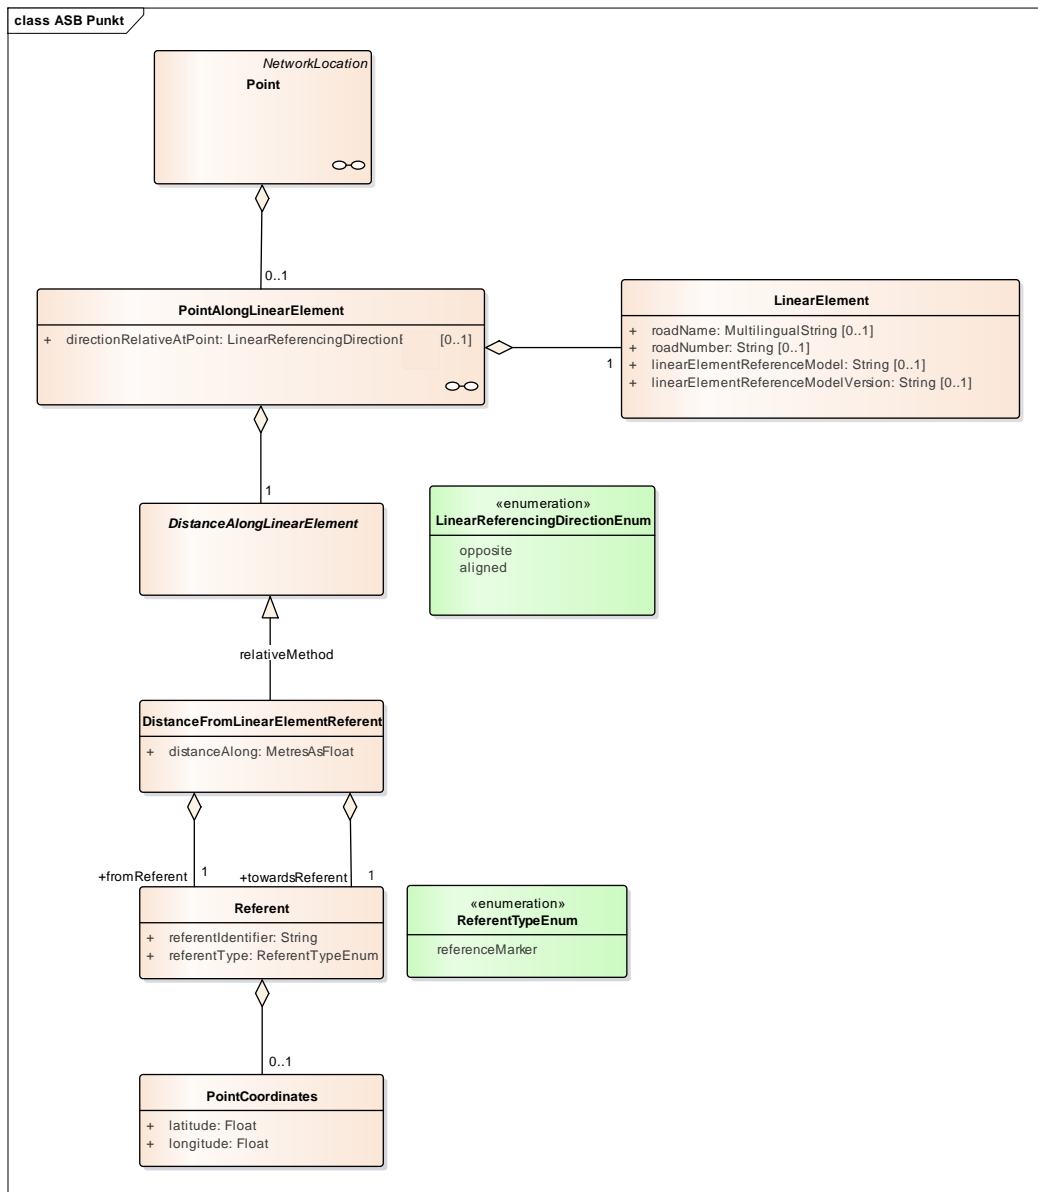 class ASB Punkt
NetworkLocation
Point
0..1
PointAlongLinearElement
+ directionRelativeAtPoint: LinearReferencingDirectionE [0..1]
1
LinearElement
+ roadName: MultilingualString [0..1]
+ roadNumber: String [0..1]
+ linearElementReferenceModel: String [0..1]
+ linearElementReferenceModelVersion: String [0..1]
1
DistanceAlongLinearElement
«enumeration»
LinearReferencingDirectionEnum
opposite
aligned
relativeMethod
DistanceFromLinearElementReferent
+ distanceAlong: MetresAsFloat
+fromReferent 1
+towardsReferent 1
Referent
+ referentIdentifier: String
+ referentType: ReferentTypeEnum
«enumeration»
ReferentTypeEnum
referenceMarker
0..1
PointCoordinates
+ latitude: Float
+ longitude: Float